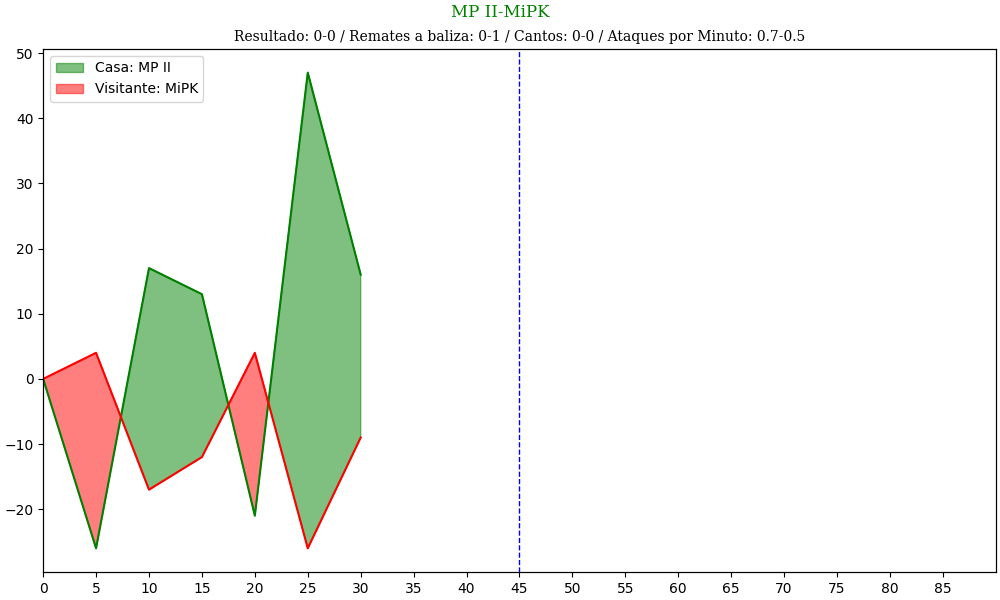 MP II-MiPK
Resultado: 0-0 / Remates a baliza: 0-1 / Cantos: 0-0 / Ataques por Minuto: 0.7-0.5
Casa: MP II
Visitante: MiPK
50
40
30
20
10
0
−10
−20
0 5 10 15 20 25 30 35 40 45 50 55 60 65 70 75 80 85